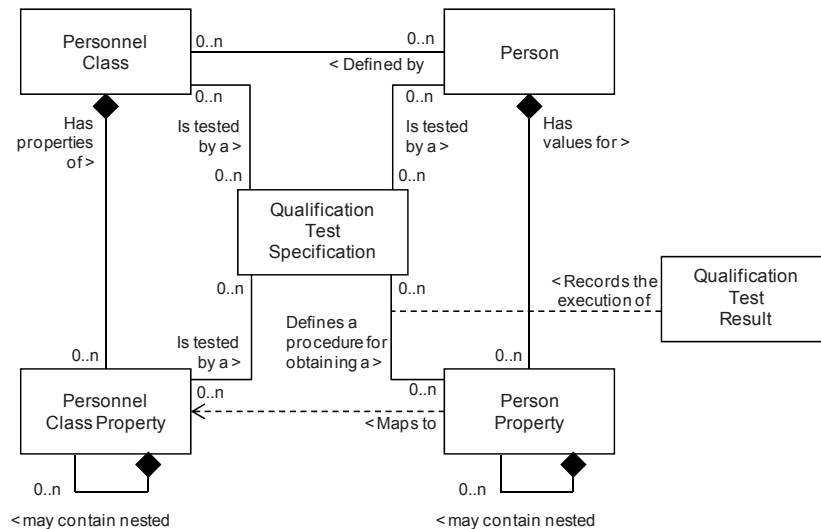 Personnel
Class
0..n
0..n
< Defined by
Person
0..n
Is tested
by a >
0..n
0..n
Is tested
by a >
0..n
Has
properties
of >
Has
values for >
Qualification
Test
Specification
0..n
0..n
< Records the
execution of
Qualification
Test
Result
Is tested
by a >
Defines a
procedure for
obtaining a >
0..n
0..n
0..n
0..n
Personnel
Class Property
< Maps to
Person
Property
0..n
0..n
< may contain nested
< may contain nested